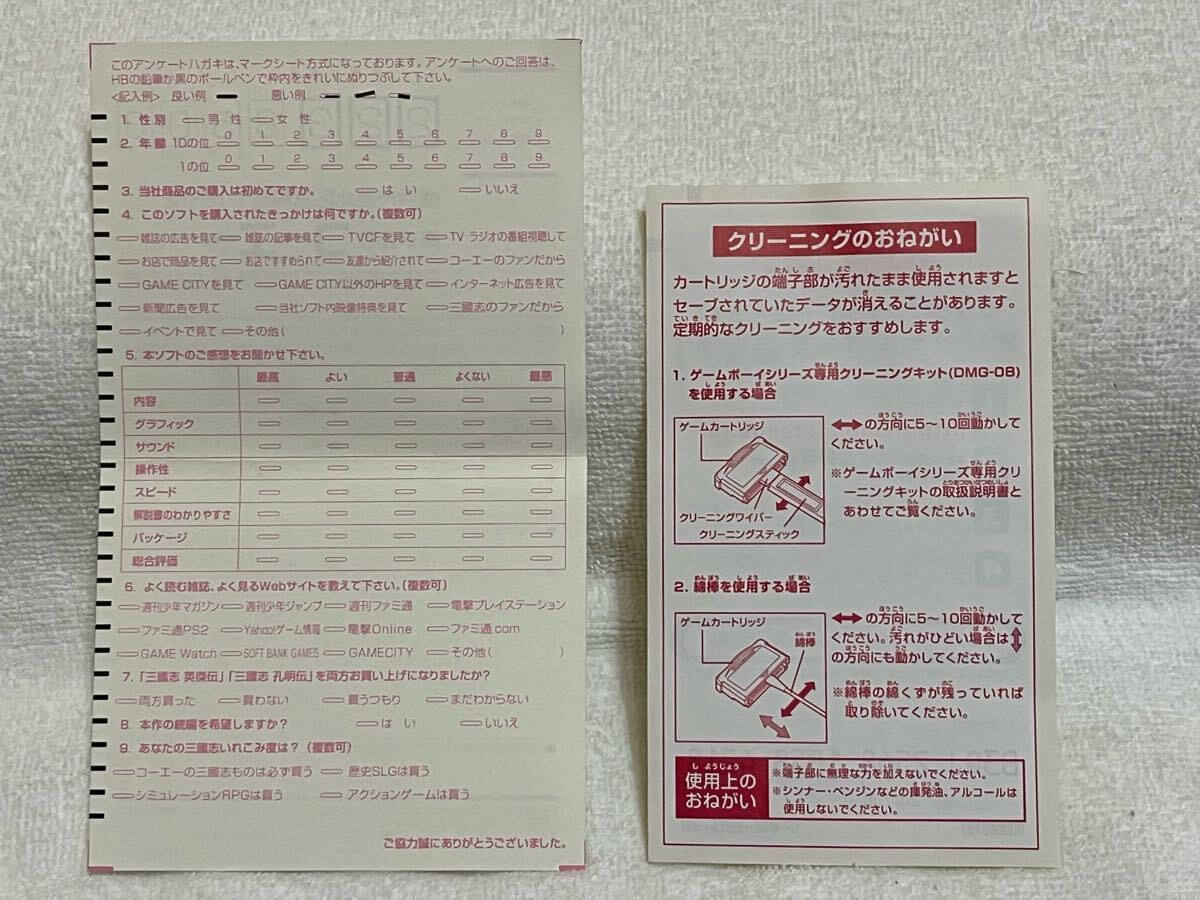 このアンケートハガキは、マークシート方式になっております。アンケートへのご回答は、
HBの鉛筆か黒のボールペンで枠内をきれいにぬりつぶして下さい。
<記入例> 良い例 悪い例
1. 性別 男 性 女 性
2. 年齢 10の位 0 1 2 3 4 5 6 7 8 9
1の位 0 1 2 3 4 5 6 7 8 9
3. 当社商品のご購入は初めてですか。 は い いいえ
4. このソフトを購入されたきっかけは何ですか。(複数可)
雑誌の広告を見て 雑誌の記事を見て TVCFを見て TV・ラジオの番組視聴して
お店で商品を見て お店ですすめられて 友達から紹介されて コーエーのファンだから
GAME CITYを見て GAME CITY以外のHPを見て インターネット広告を見て
新聞広告を見て 当社ソフト内映像特典を見て 三國志のファンだから
イベントで見て その他( )
5. 本ソフトのご感想をお聞かせ下さい。
最高 よい 普通 よくない 最悪
内容
グラフィック
サウンド
操作性
スピード
解説書のわかりやすさ
パッケージ
総合評価
6. よく読む雑誌、よく見るWebサイトを教えて下さい。(複数可)
週刊少年マガジン 週刊少年ジャンプ 週刊ファミ通 電撃プレイステーション
ファミ通PS2 Yahoo!ゲーム情報 電撃Online ファミ通.com
GAME Watch SOFT BANK GAMES GAMECITY その他( )
7. 「三國志 英傑伝」「三國志 孔明伝」を両方お買い上げになりましたか?
両方買った 買わない 買うつもり まだわからない
8. 本作の続編を希望しますか? は い いいえ
9. あなたの三國志いれこみ度は? (複数可)
コーエーの三國志ものは必ず買う 歴史SLGは買う
シミュレーションRPGは買う アクションゲームは買う
ご協力誠にありがとうございました。
クリーニングのおねがい
カートリッジの端子部が汚れたまま使用されますと
セーブされていたデータが消えることがあります。
定期的なクリーニングをおすすめします。
1. ゲームボーイシリーズ専用クリーニングキット(DMG-08)
を使用する場合
ゲームカートリッジ
クリーニングワイパー
クリーニングスティック
↔の方向に5〜10回動かして
ください。
※ゲームボーイシリーズ専用クリ
ーニングキットの取扱説明書と
あわせてご覧ください。
2. 綿棒を使用する場合
ゲームカートリッジ
綿棒
↔の方向に5〜10回動かして
ください。汚れがひどい場合は↕
の方向にも動かしてください。
※綿棒の綿くずが残っていれば
取り除いてください。
使用上の
おねがい
※端子部に無理な力を加えないでください。
※シンナー・ベンジンなどの揮発油、アルコールは
使用しないでください。